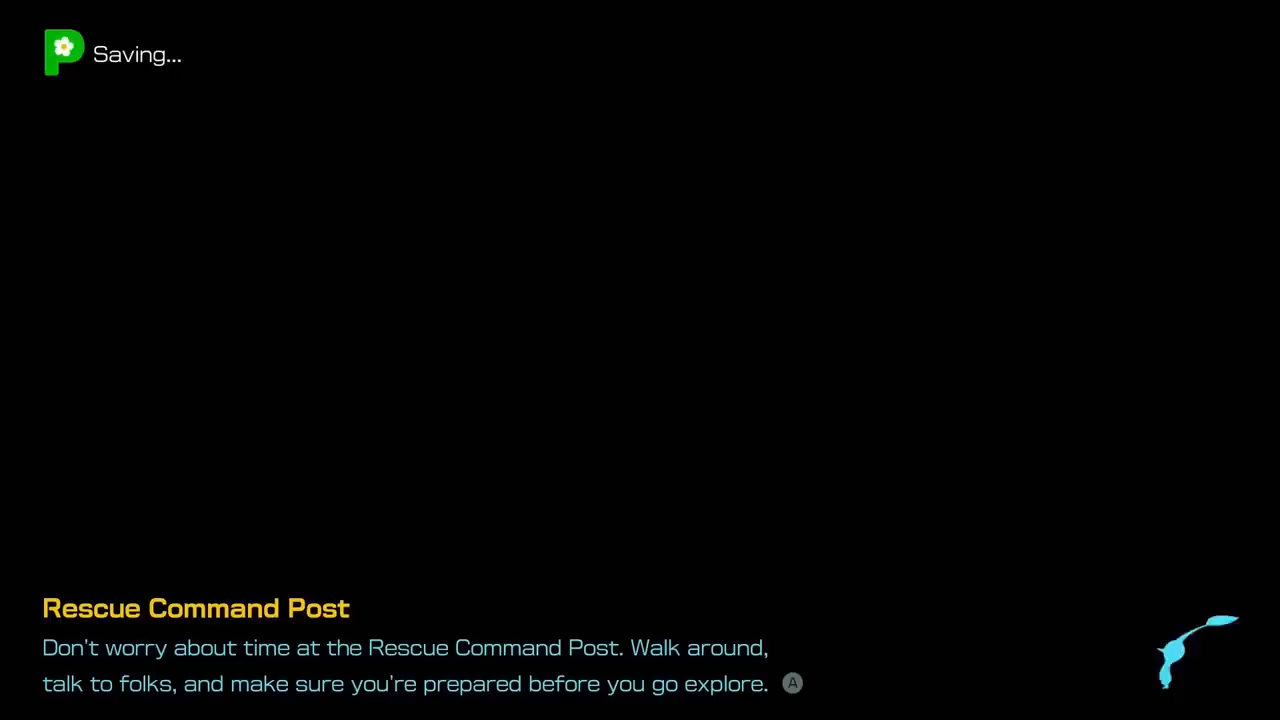 P Saving...
Rescue Command Post
Don't worry about time at the Rescue Command Post. Walk around,
talk to folks, and make sure you're prepared before you go explore. A